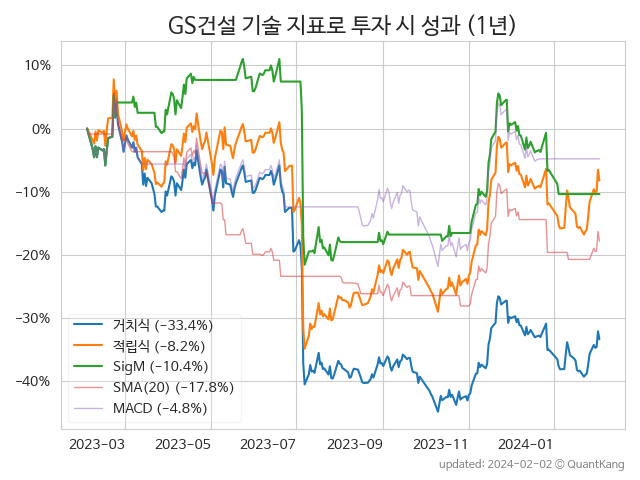 GS건설 기술 지표로 투자 시 성과 (1년)
10%
0%
−10%
−20%
−30%
−40%
거치식 (−33.4%)
적립식 (−8.2%)
SigM (−10.4%)
SMA(20) (−17.8%)
MACD (−4.8%)
2023-03 2023-05 2023-07 2023-09 2023-11 2024-01
updated: 2024-02-02 © QuantKang